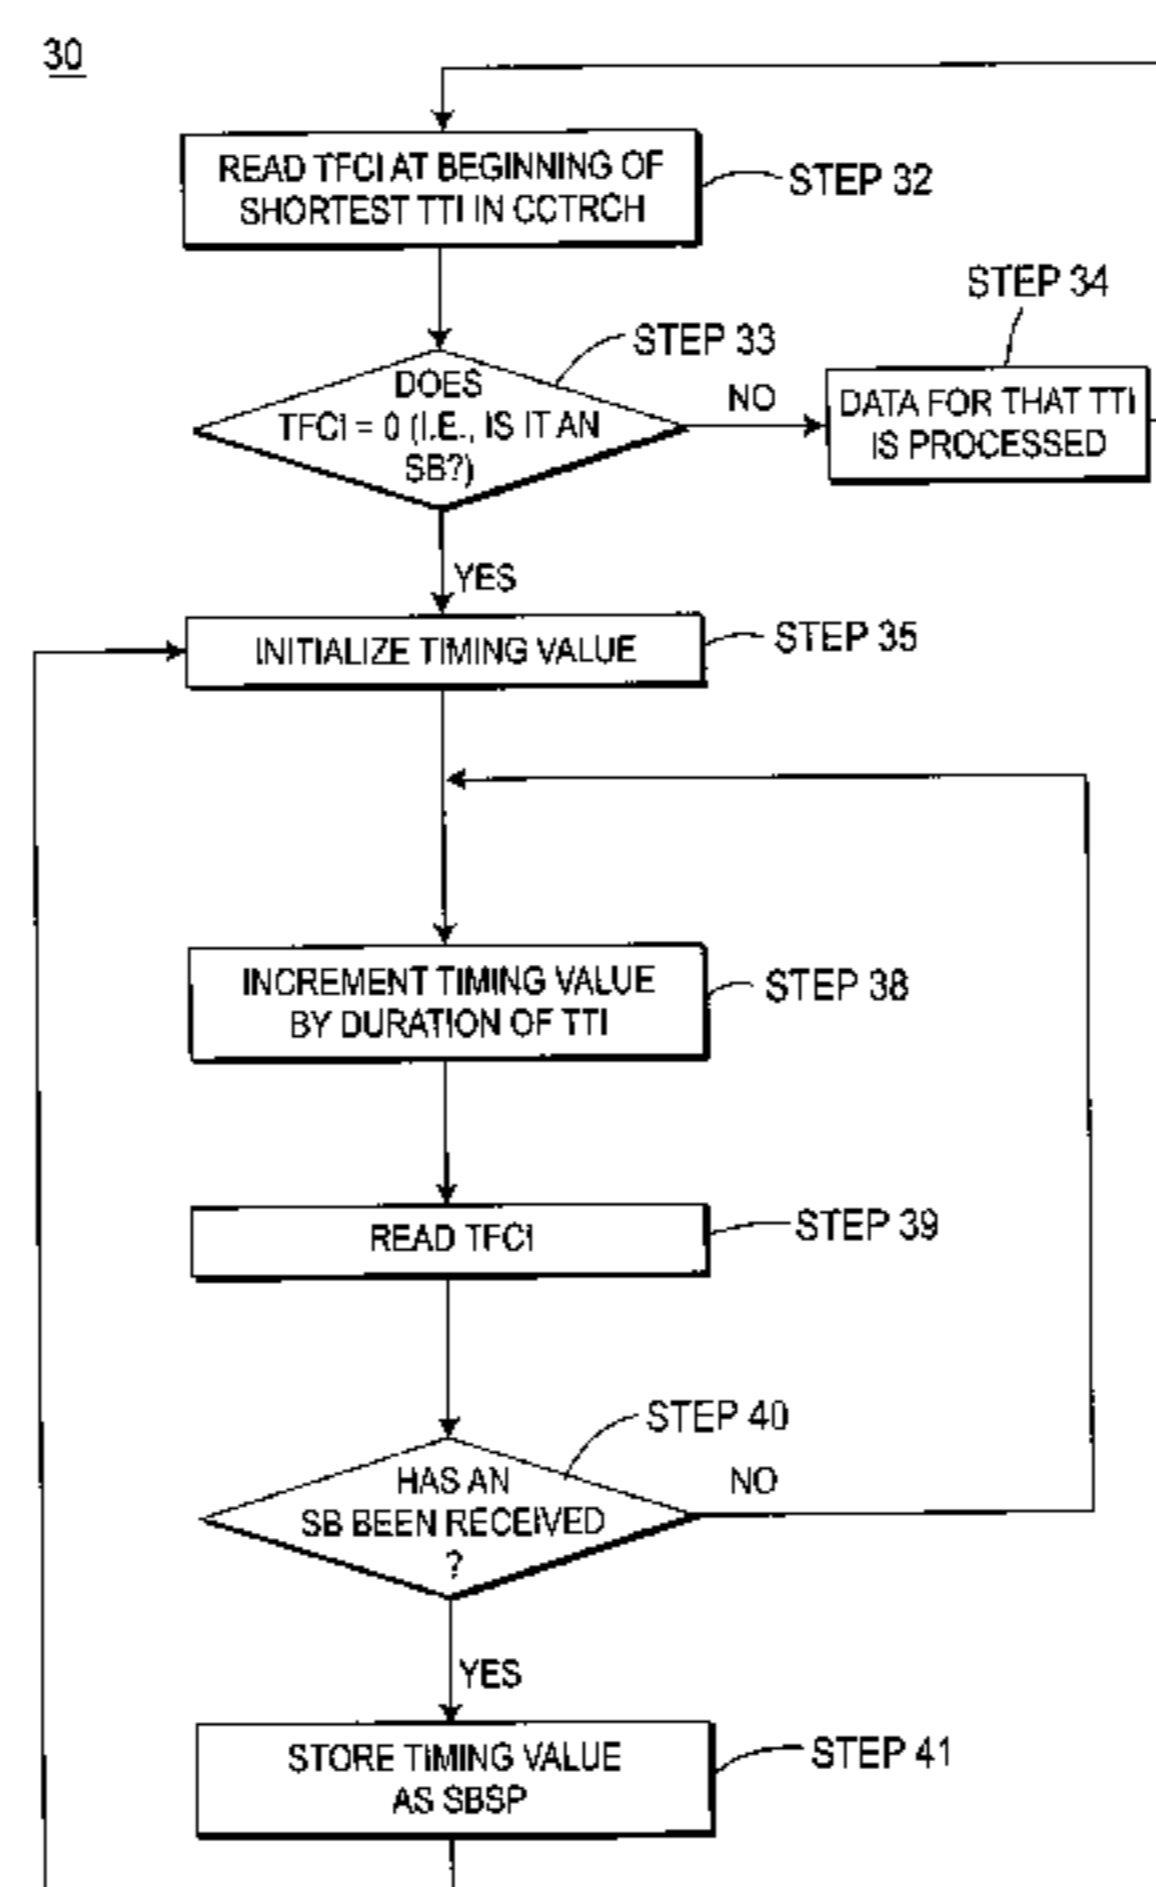 30
READ TFCI AT BEGINNING OF
SHORTEST TTI IN CCTRCH
STEP 32
STEP 34
STEP 33
DOES
TFCI = 0 (I.E., IS IT AN
SB?)
NO
DATA FOR THAT TTI
IS PROCESSED
YES
INITIALIZE TIMING VALUE
STEP 35
INCREMENT TIMING VALUE
BY DURATION OF TTI
STEP 38
READ TFCI
STEP 39
STEP 40
HAS AN
SB BEEN RECEIVED
?
NO
YES
STORE TIMING VALUE
AS SBSP
STEP 41